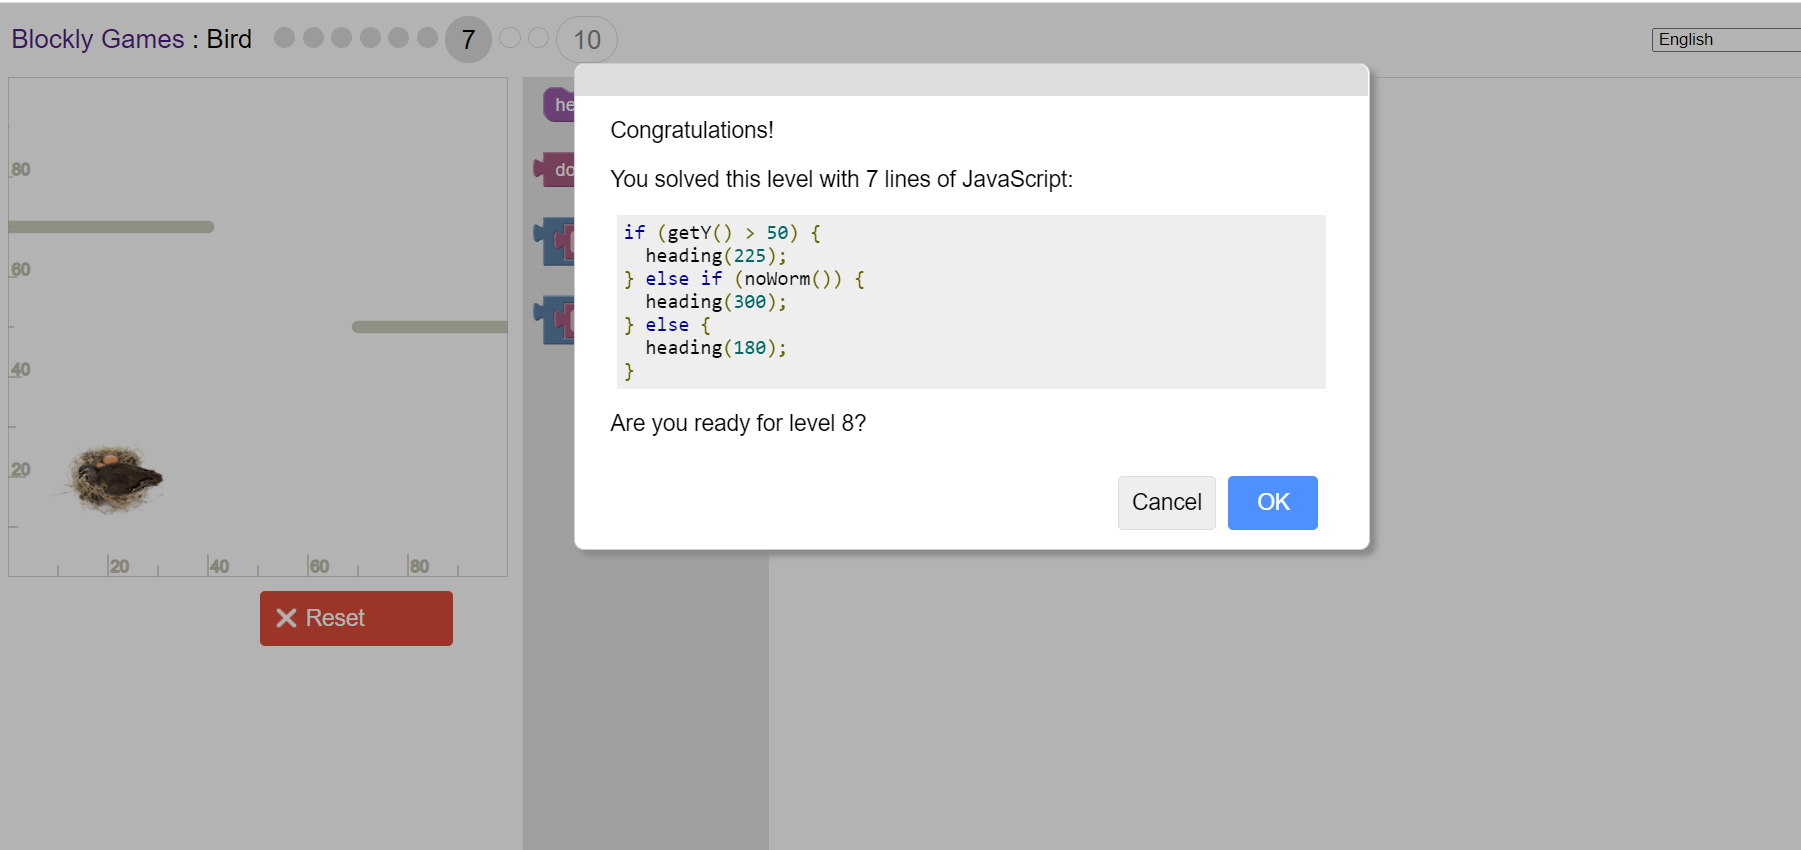 Blockly Games : Bird 7 10
English
he
do
80
60
40
20
20 40 60 80
Reset
Congratulations!
You solved this level with 7 lines of JavaScript:
if (getY() > 50) {
heading(225);
} else if (noWorm()) {
heading(300);
} else {
heading(180);
}
Are you ready for level 8?
Cancel OK